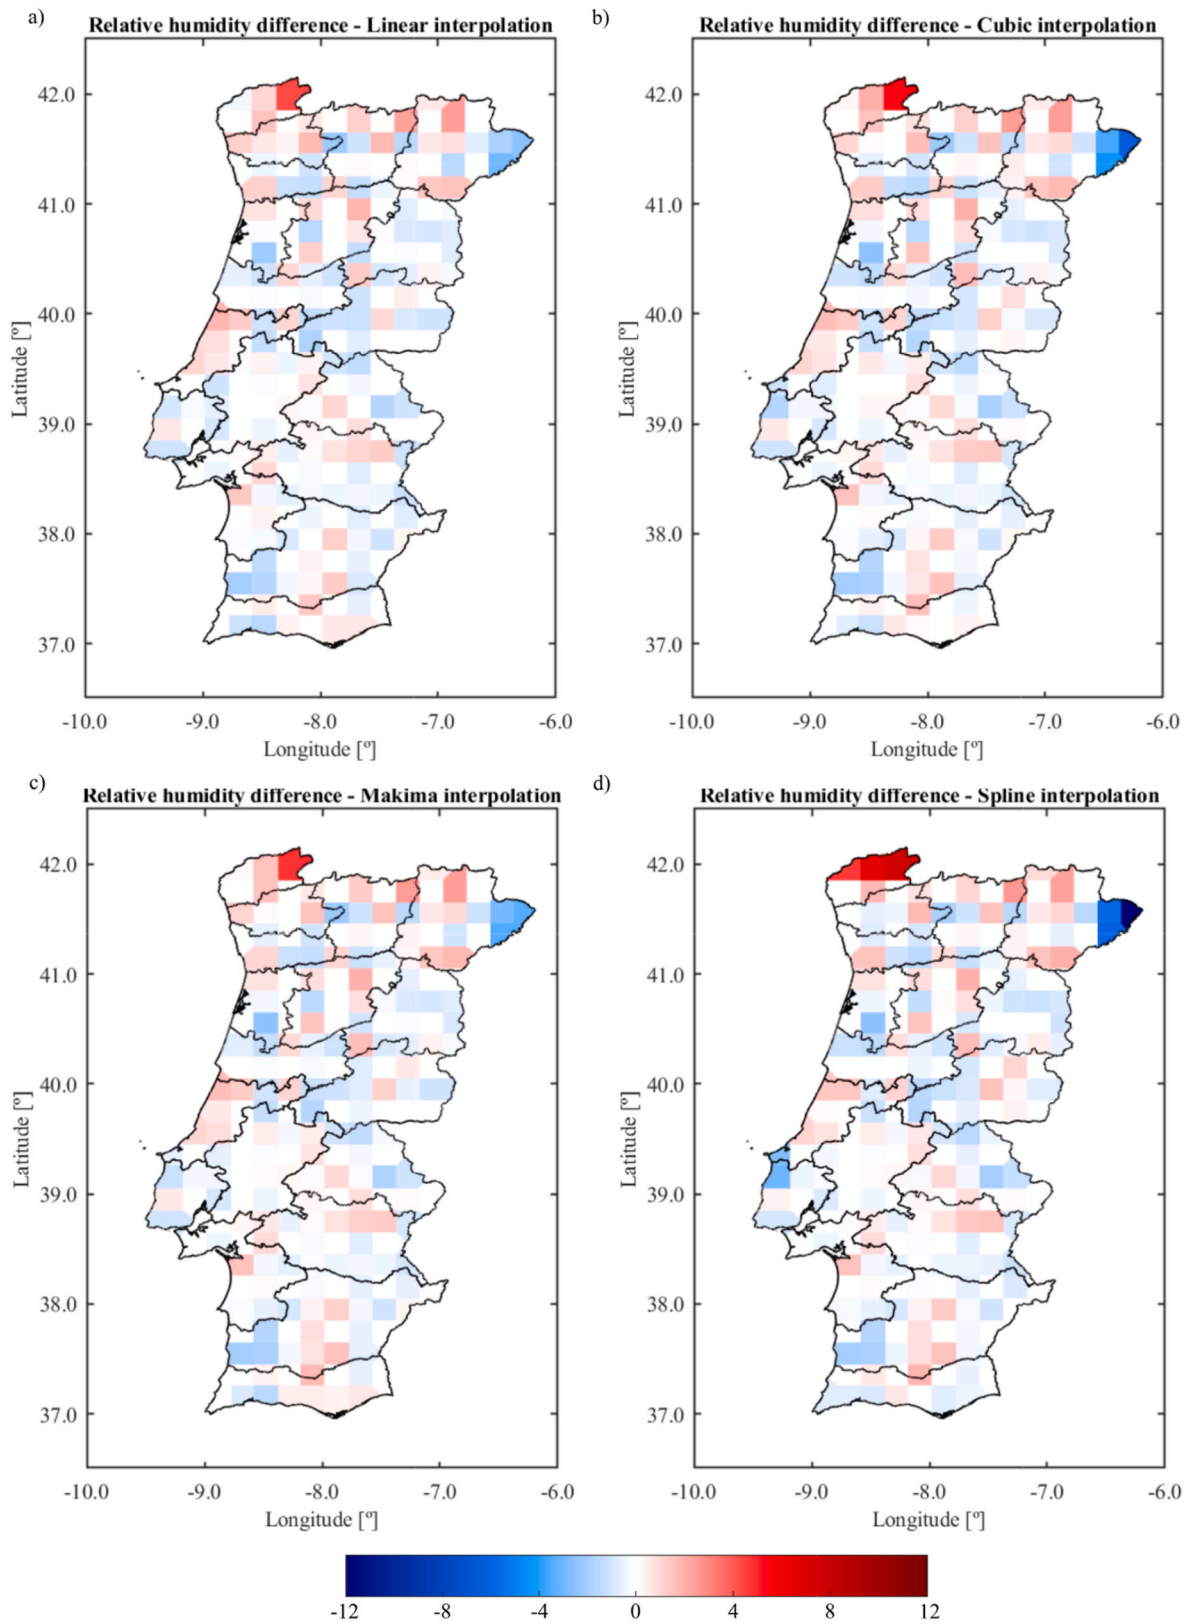 a)
Relative humidity difference - Linear interpolation
42.0
41.0
40.0
39.0
38.0
37.0
Latitude [º]
-10.0 -9.0 -8.0 -7.0 -6.0
Longitude [º]
b)
Relative humidity difference - Cubic interpolation
42.0
41.0
40.0
39.0
38.0
37.0
Latitude [º]
-10.0 -9.0 -8.0 -7.0 -6.0
Longitude [º]
c)
Relative humidity difference - Makima interpolation
42.0
41.0
40.0
39.0
38.0
37.0
Latitude [º]
-10.0 -9.0 -8.0 -7.0 -6.0
Longitude [º]
d)
Relative humidity difference - Spline interpolation
42.0
41.0
40.0
39.0
38.0
37.0
Latitude [º]
-10.0 -9.0 -8.0 -7.0 -6.0
Longitude [º]
-12 -8 -4 0 4 8 12